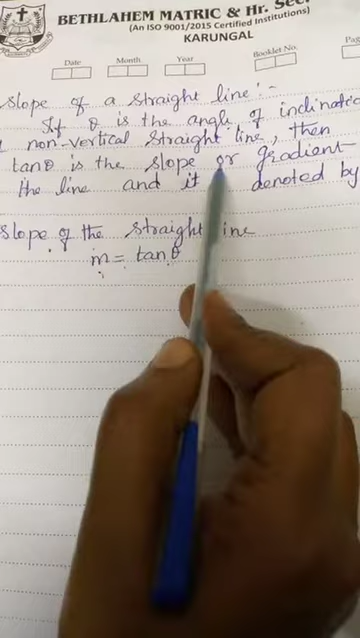 BETHLAHEM MATRIC & Hr. Sec.
(An ISO 9001/2015 Certified Institutions)
KARUNGAL
Date
Month
Year
Booklet No.
Pag
Slope of a straight line :-
If θ is the angle of inclinatio
non-vertical straight line, then
tanθ is the slope or gradient
the line and it denoted by
slope of the straight ine
m = tanθ